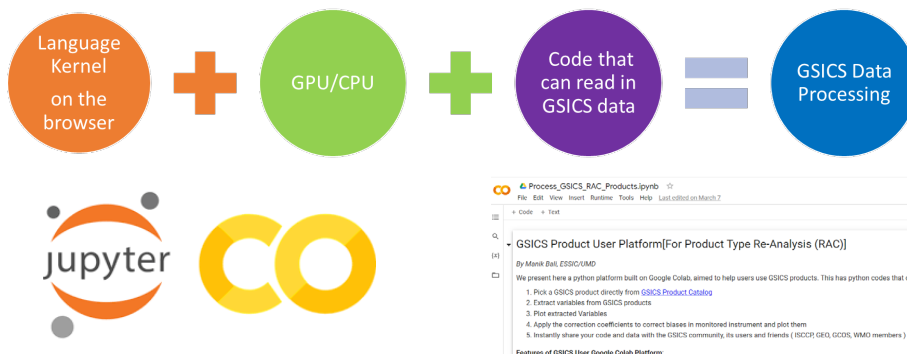 Language
Kernel
on the
browser
GPU/CPU
Code that
can read in
GSICS data
GSICS Data
Processing
jupyter
CO
Process_GSICS_RAC_Products.ipynb
File Edit View Insert Runtime Tools Help Last edited on March 7
+ Code + Text
GSICS Product User Platform[For Product Type Re-Analysis (RAC)]
By Manik Bali, ESSIC/UMD
We present here a python platform built on Google Colab, aimed to help users use GSICS products. This has python codes that
1. Pick a GSICS product directly from GSICS Product Catalog
2. Extract variables from GSICS products
3. Plot extracted Variables
4. Apply the correction coefficients to correct biases in monitored instrument and plot them
5. Instantly share your code and data with the GSICS community, its users and friends ( ISCCP, GEO, GCOS, WMO members )
Features of GSICS User Google Colab Platform: